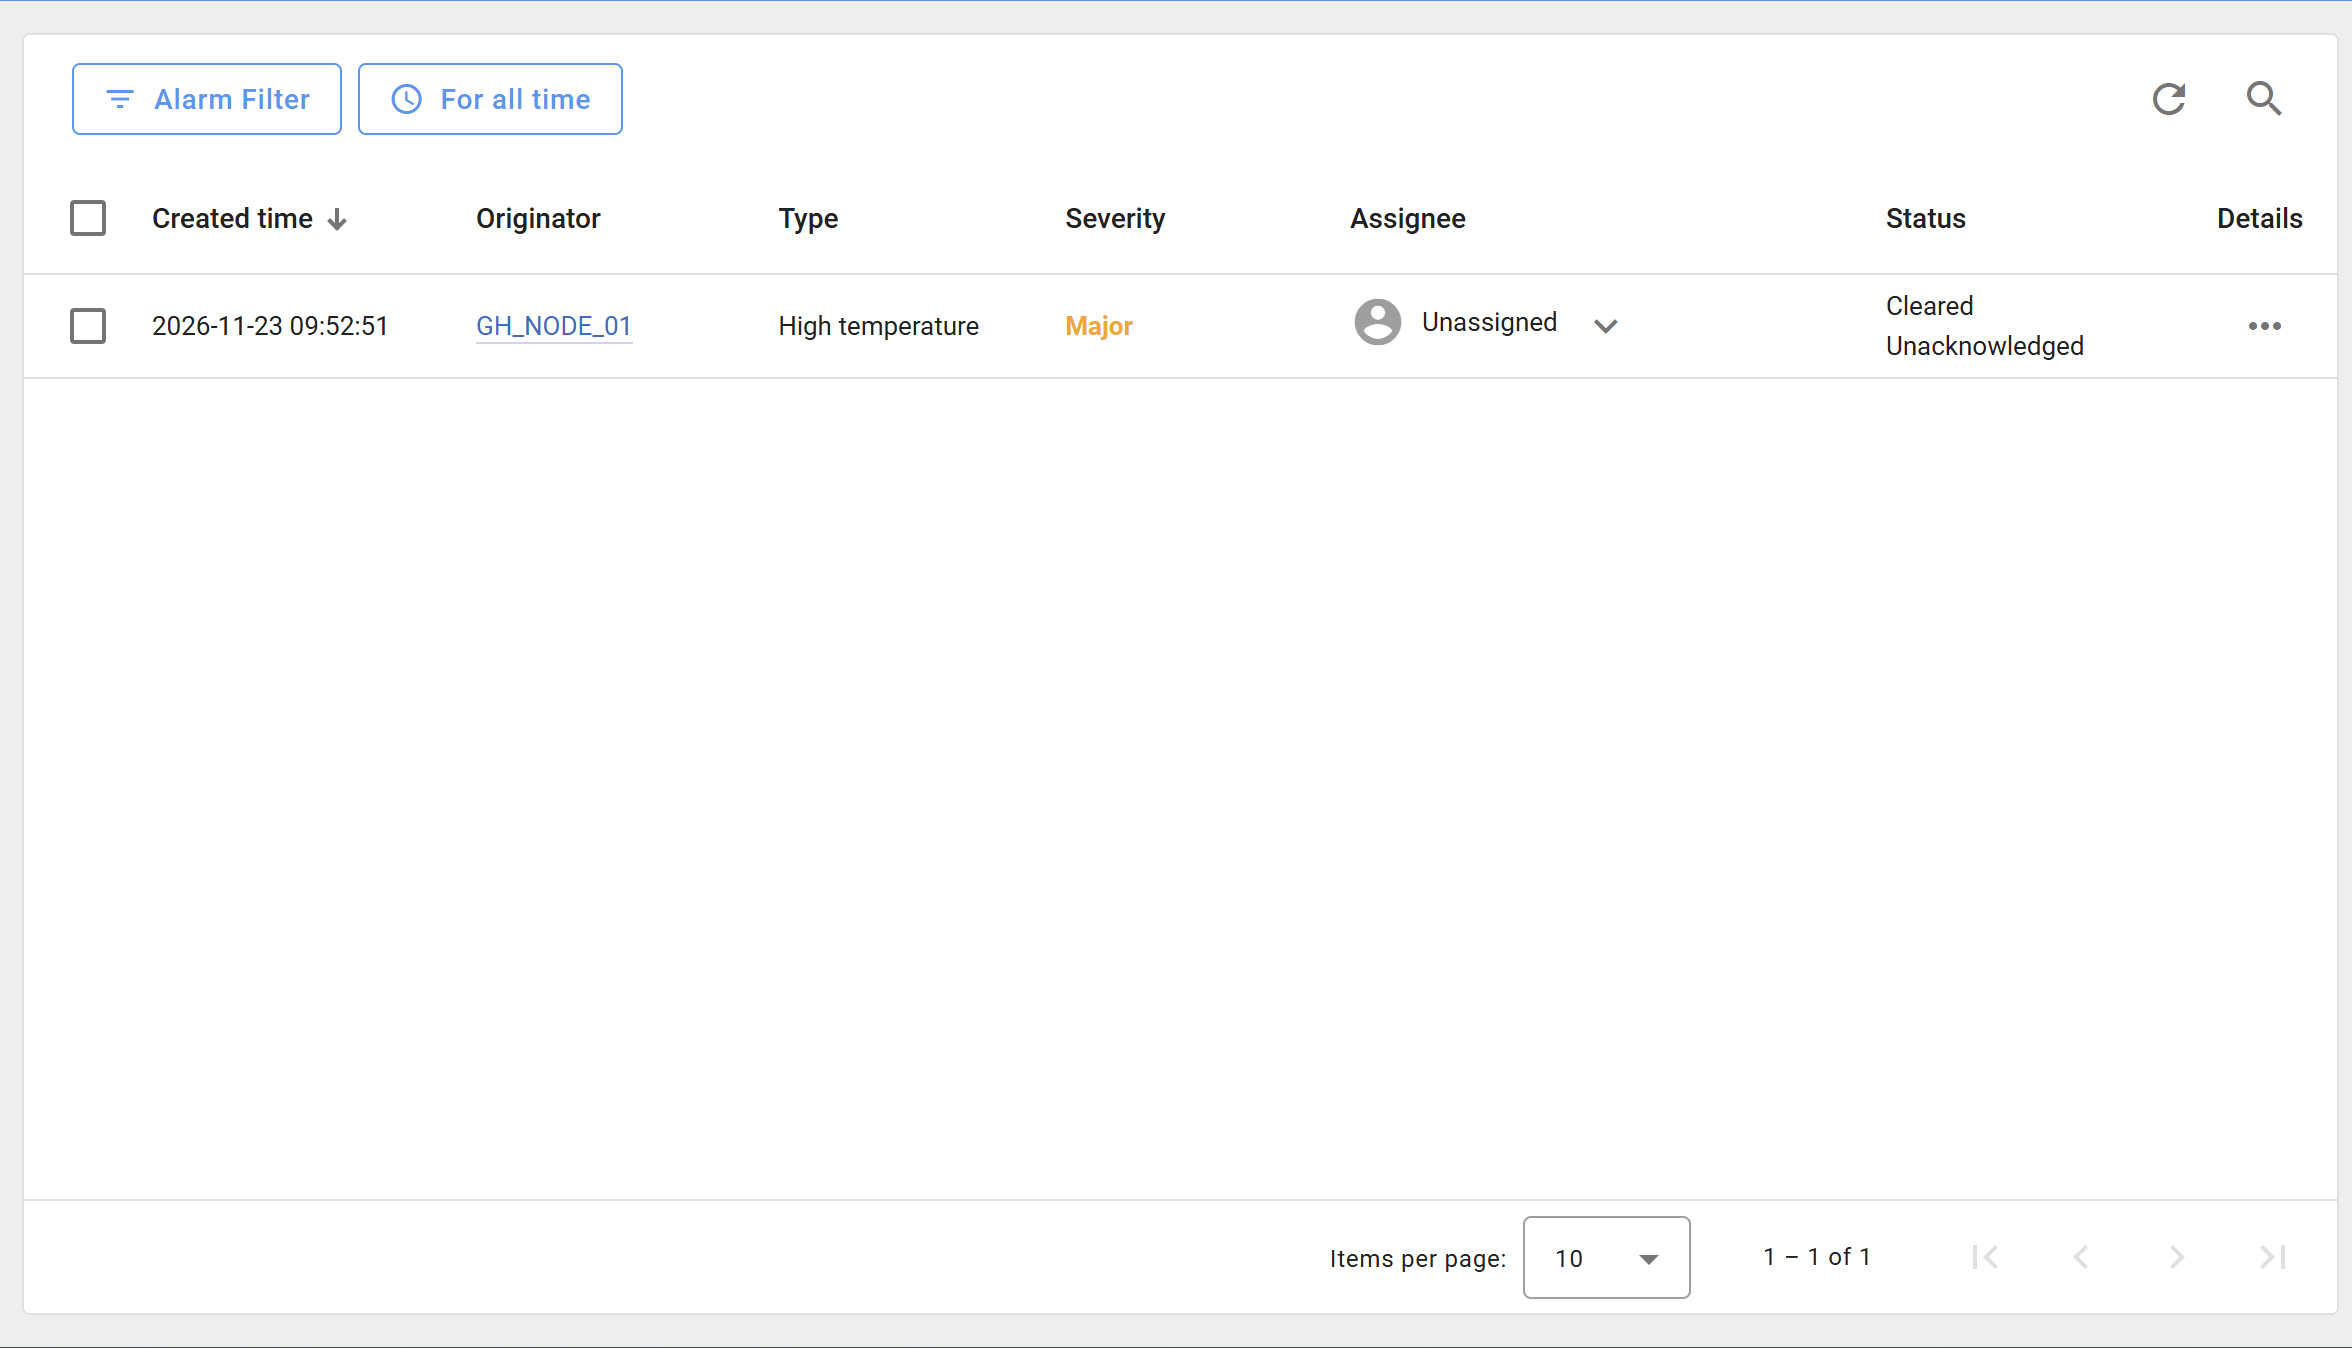 Alarm Filter
For all time
Created time Originator Type Severity Assignee Status Details
2026-11-23 09:52:51 GH_NODE_01 High temperature Major Unassigned Cleared
Unacknowledged
Items per page: 10 1 – 1 of 1